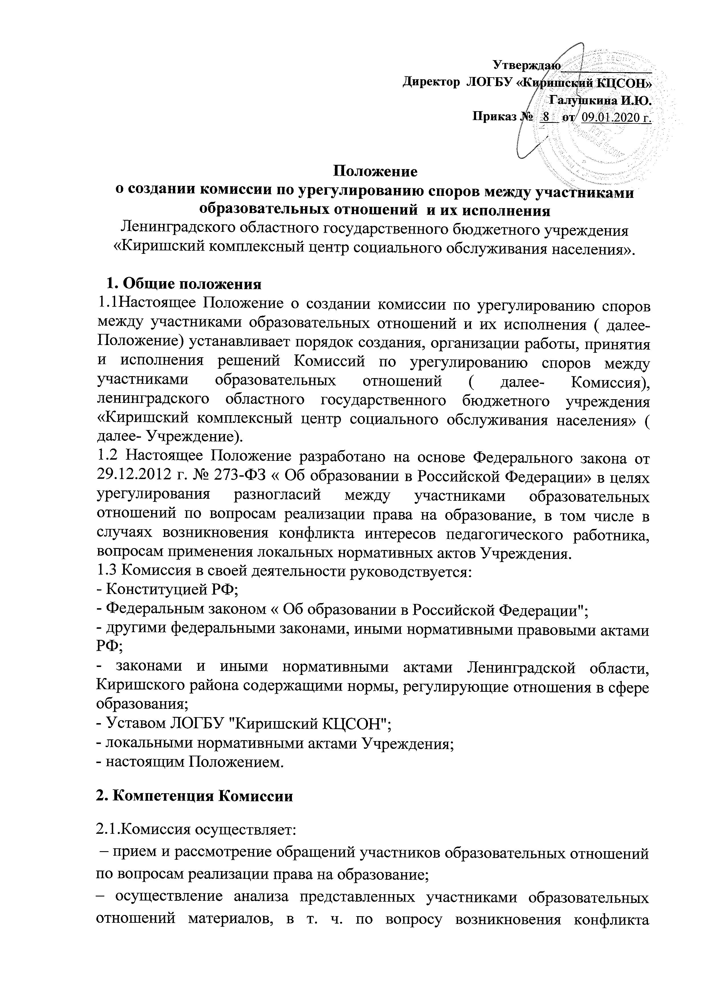 Утверждаю
Директор ЛОГБУ «Киришский КЦСОН»
Галушкина И.Ю.
Приказ № 8 от 09.01.2020 г.
Положение
о создании комиссии по урегулированию споров между участниками
образовательных отношений и их исполнения
Ленинградского областного государственного бюджетного учреждения
«Киришский комплексный центр социального обслуживания населения».
1. Общие положения
1.1Настоящее Положение о создании комиссии по урегулированию споров
между участниками образовательных отношений и их исполнения ( далее-
Положение) устанавливает порядок создания, организации работы, принятия
и исполнения решений Комиссий по урегулированию споров между
участниками образовательных отношений ( далее- Комиссия),
ленинградского областного государственного бюджетного учреждения
«Киришский комплексный центр социального обслуживания населения» (
далее- Учреждение).
1.2 Настоящее Положение разработано на основе Федерального закона от
29.12.2012 г. № 273-ФЗ « Об образовании в Российской Федерации» в целях
урегулирования разногласий между участниками образовательных
отношений по вопросам реализации права на образование, в том числе в
случаях возникновения конфликта интересов педагогического работника,
вопросам применения локальных нормативных актов Учреждения.
1.3 Комиссия в своей деятельности руководствуется:
- Конституцией РФ;
- Федеральным законом « Об образовании в Российской Федерации";
- другими федеральными законами, иными нормативными правовыми актами
РФ;
- законами и иными нормативными актами Ленинградской области,
Киришского района содержащими нормы, регулирующие отношения в сфере
образования;
- Уставом ЛОГБУ "Киришский КЦСОН";
- локальными нормативными актами Учреждения;
- настоящим Положением.
2. Компетенция Комиссии
2.1.Комиссия осуществляет:
– прием и рассмотрение обращений участников образовательных отношений
по вопросам реализации права на образование;
– осуществление анализа представленных участниками образовательных
отношений материалов, в т. ч. по вопросу возникновения конфликта